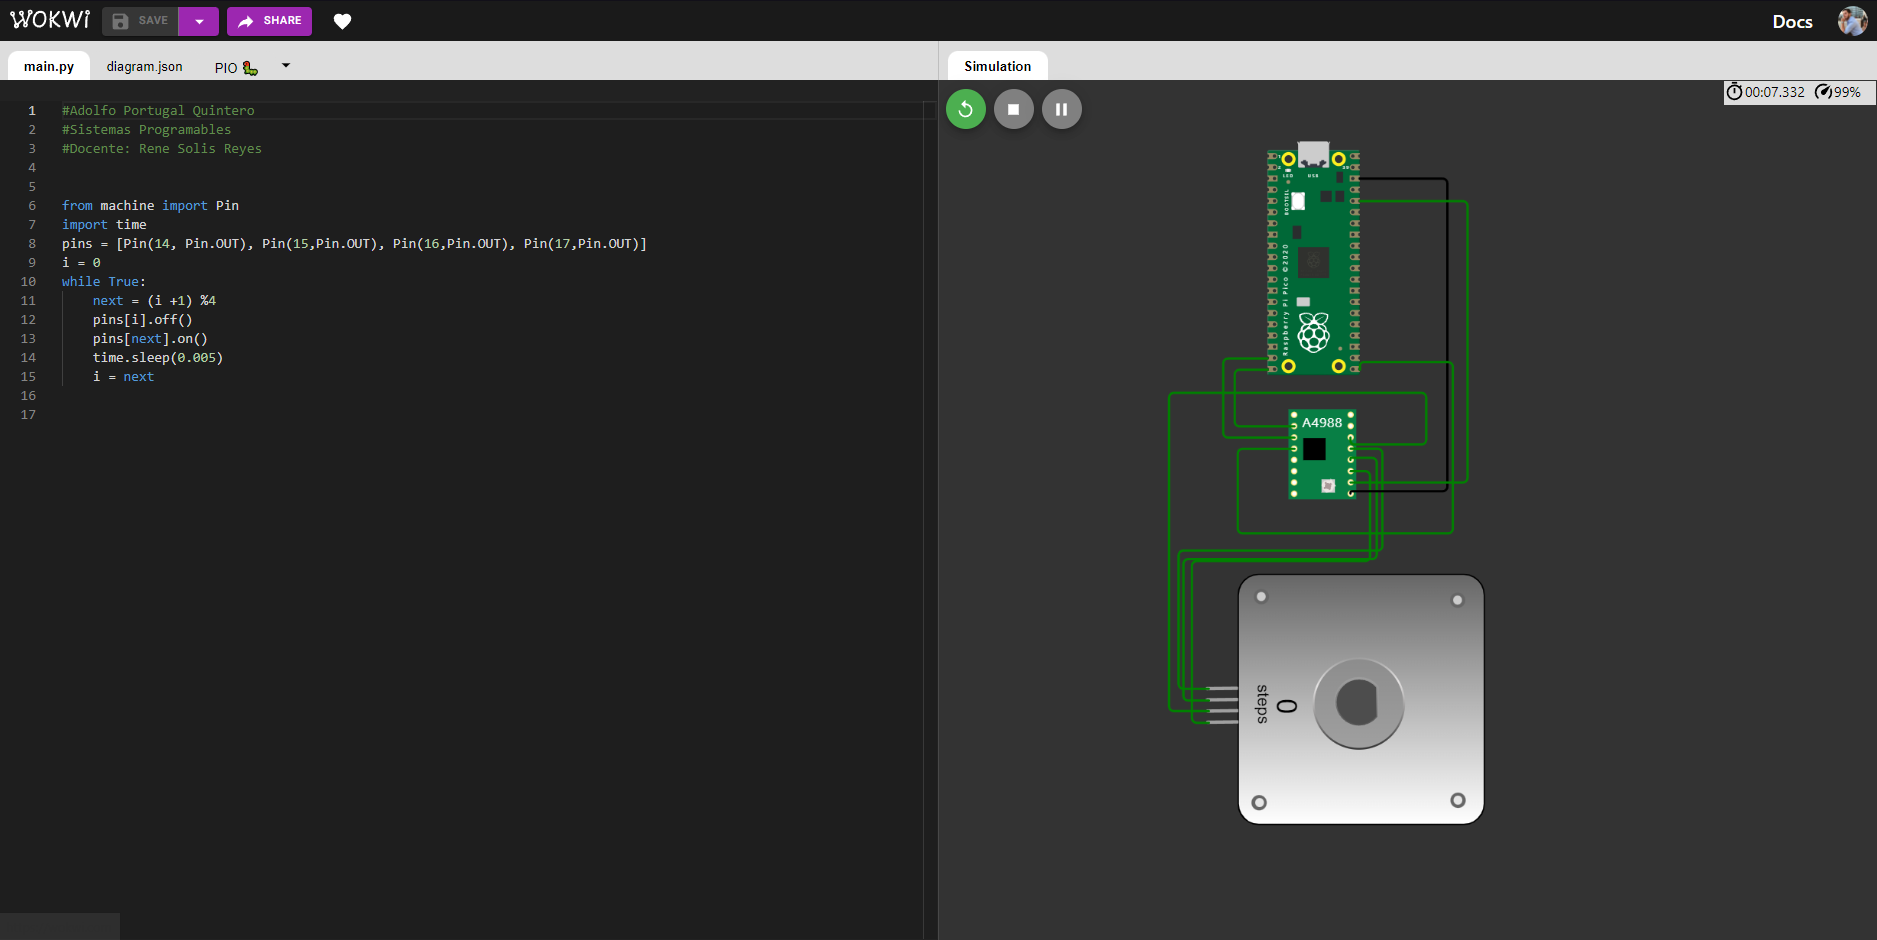 WOKWI SAVE SHARE Docs
main.py diagram.json PIO Simulation
00:07.332 99%
1 #Adolfo Portugal Quintero
2 #Sistemas Programables
3 #Docente: Rene Solis Reyes
4
5
6 from machine import Pin
7 import time
8 pins = [Pin(14, Pin.OUT), Pin(15,Pin.OUT), Pin(16,Pin.OUT), Pin(17,Pin.OUT)]
9 i = 0
10 while True:
11 next = (i +1) %4
12 pins[i].off()
13 pins[next].on()
14 time.sleep(0.005)
15 i = next
16
17
LED USB
BOOTSEL
Raspberry Pi Pico ©2020
A4988
steps
0